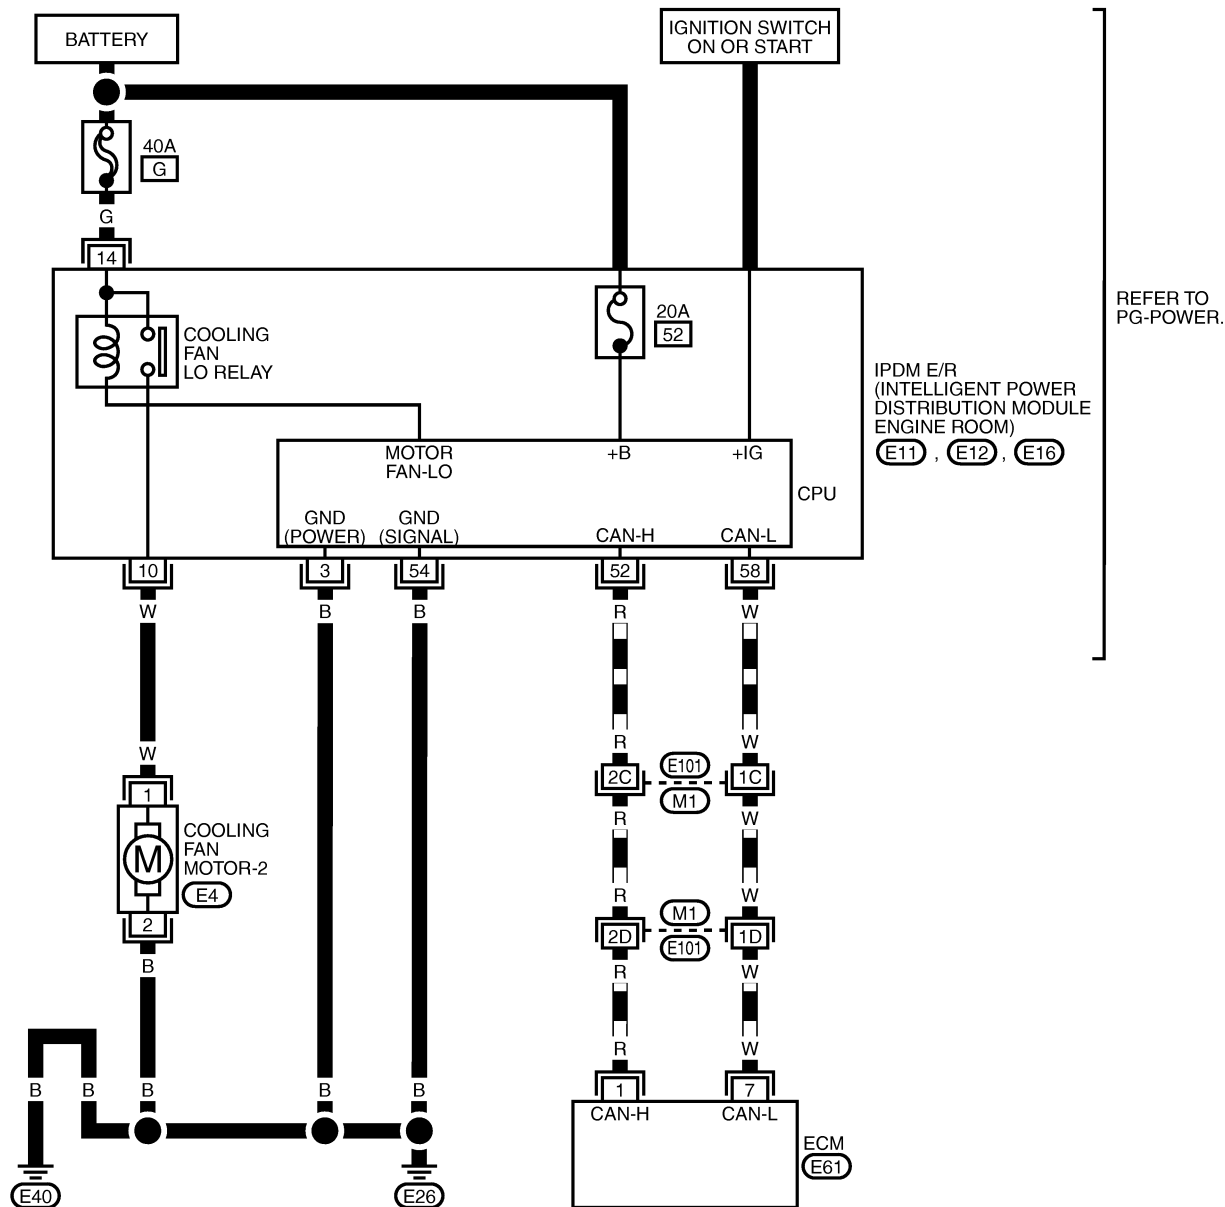 BATTERY
IGNITION SWITCH
ON OR START
40A
G
G
14
20A
52
REFER TO
PG-POWER.
COOLING
FAN
LO RELAY
IPDM E/R
(INTELLIGENT POWER
DISTRIBUTION MODULE
ENGINE ROOM)
E11 , E12 , E16
MOTOR
FAN-LO
+B
+IG
CPU
GND
(POWER)
GND
(SIGNAL)
CAN-H
CAN-L
10
3
54
52
58
W
B
B
R
W
W
R
W
2C
E101
M1
1C
1
R
W
COOLING
FAN
MOTOR-2
M
E4
R
W
2
2D
M1
E101
1D
B
R
W
R
W
B
B
B
B
B
1
7
CAN-H
CAN-L
ECM
E61
E40
E26